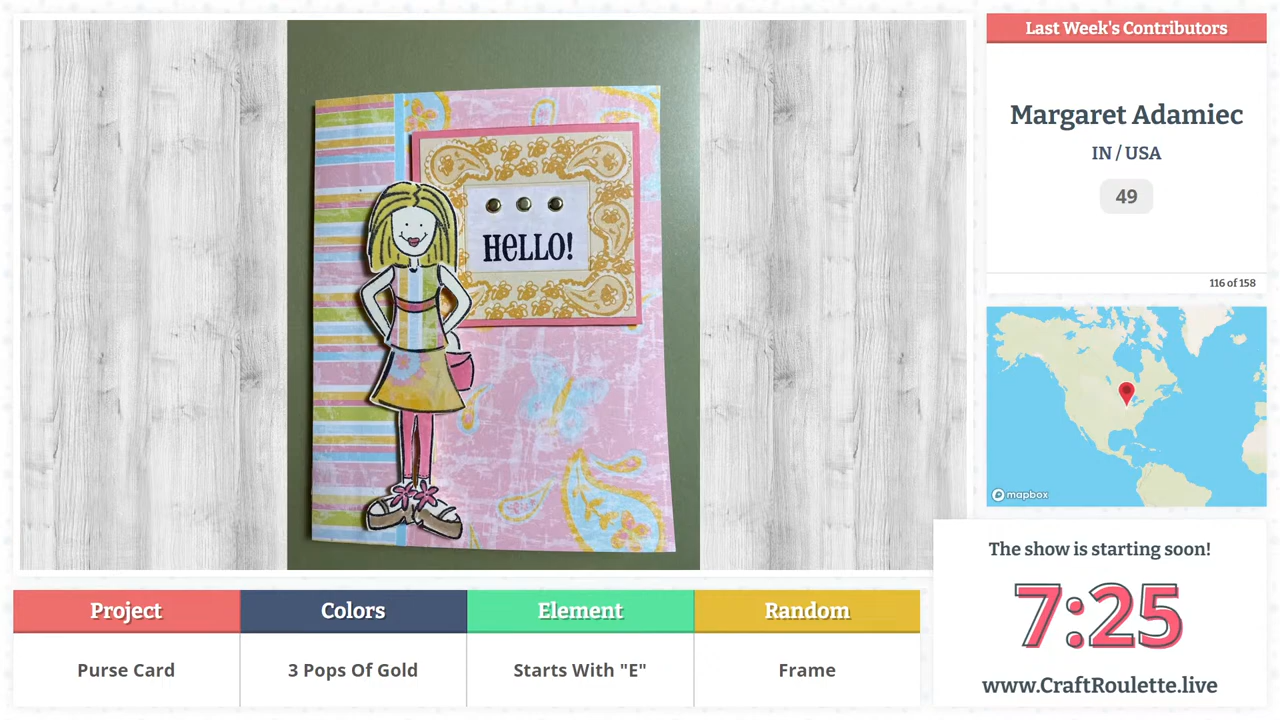 Last Week's Contributors
Margaret Adamiec
IN / USA
49
116 of 158
HELLO!
mapbox
The show is starting soon!
7:25
www.CraftRoulette.live
Project
Colors
Element
Random
Purse Card
3 Pops Of Gold
Starts With "E"
Frame